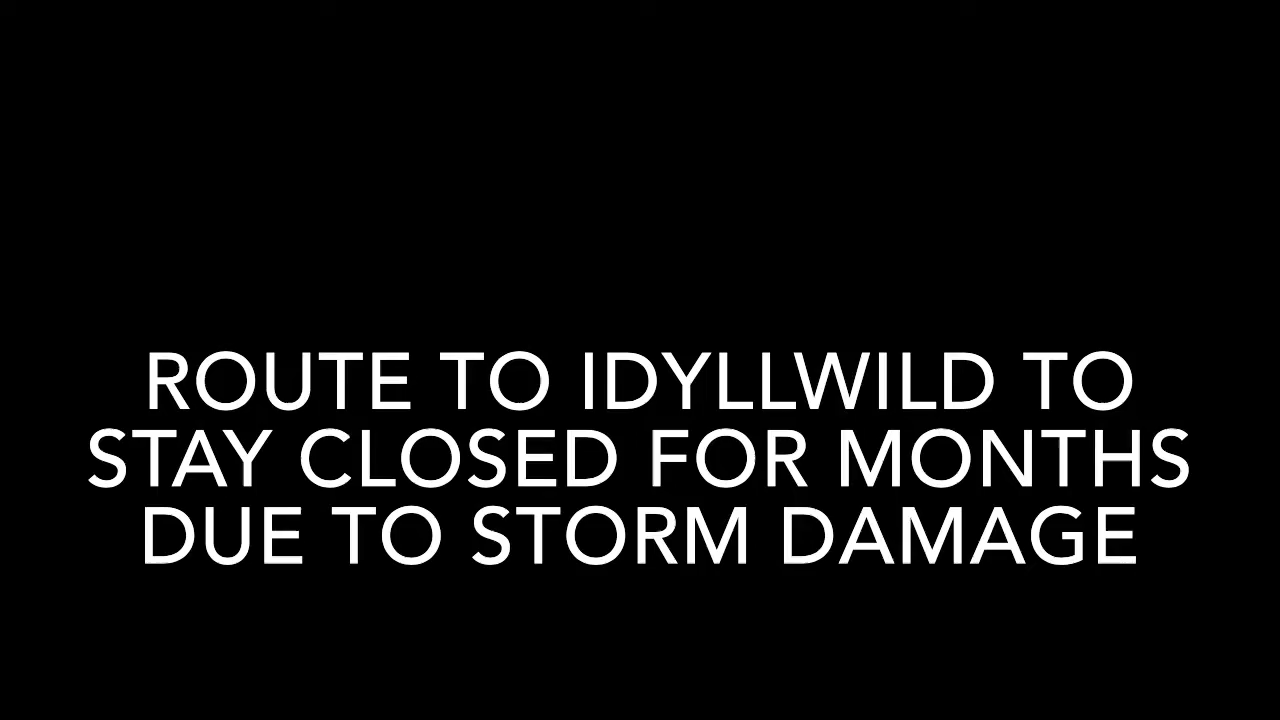 ROUTE TO IDYLLWILD TO
STAY CLOSED FOR MONTHS
DUE TO STORM DAMAGE